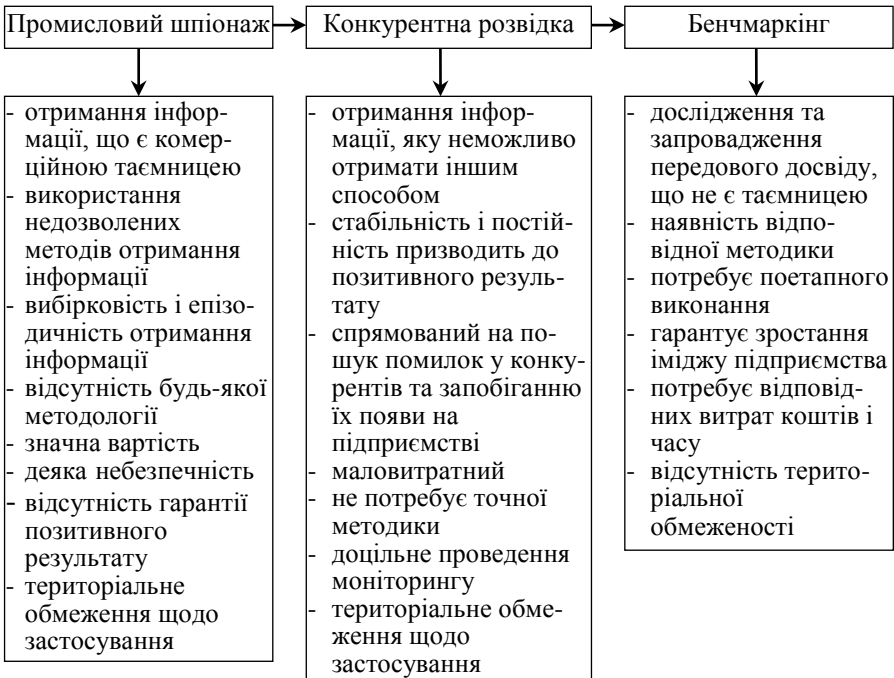 Промисловий шпіонаж
Конкурентна розвідка
Бенчмаркінг
- отримання інфор-
мації, що є комер-
ційною таємницею
- використання
недозволених
методів отримання
інформації
- вибірковість і епізо-
дичність отримання
інформації
- відсутність будь-якої
методології
- значна вартість
- деяка небезпечність
- відсутність гарантії
позитивного
результату
- територіальне
обмеження щодо
застосування
- отримання інфор-
мації, яку неможливо
отримати іншим
способом
- стабільність і постій-
ність призводить до
позитивного резуль-
тату
- спрямований на по-
шук помилок у конку-
рентів та запобіганню
їх появи на
підприємстві
- маловитратний
- не потребує точної
методики
- доцільне проведення
моніторингу
- територіальне обме-
ження щодо
застосування
- дослідження та
запровадження
передового досвіду,
що не є таємницею
- наявність відпо-
відної методики
- потребує поетапного
виконання
- гарантує зростання
іміджу підприємства
- потребує відповід-
них витрат коштів і
часу
- відсутність терито-
ріальної
обмеженості